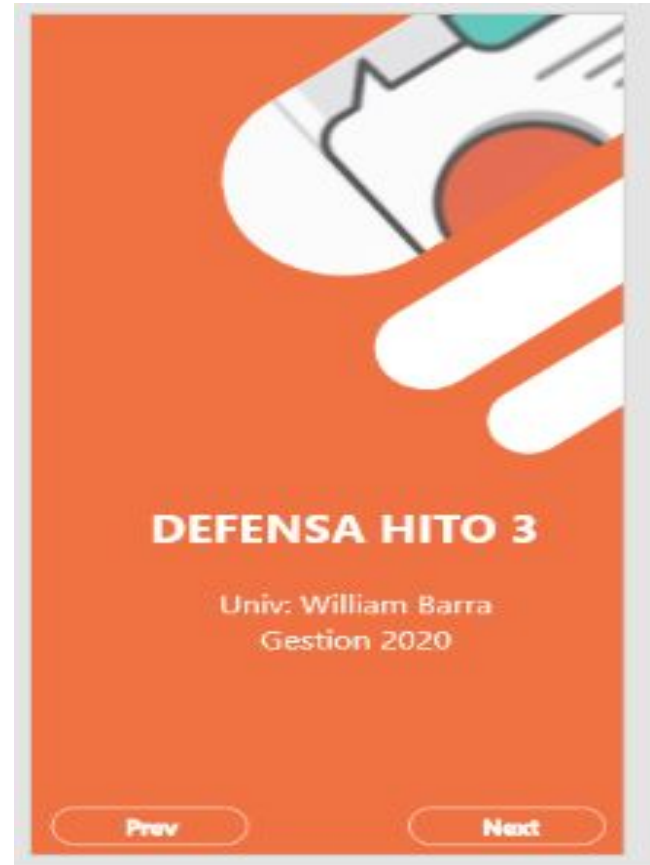 DEFENSA HITO 3
Univ: William Barra
Gestion 2020
Prev
Next